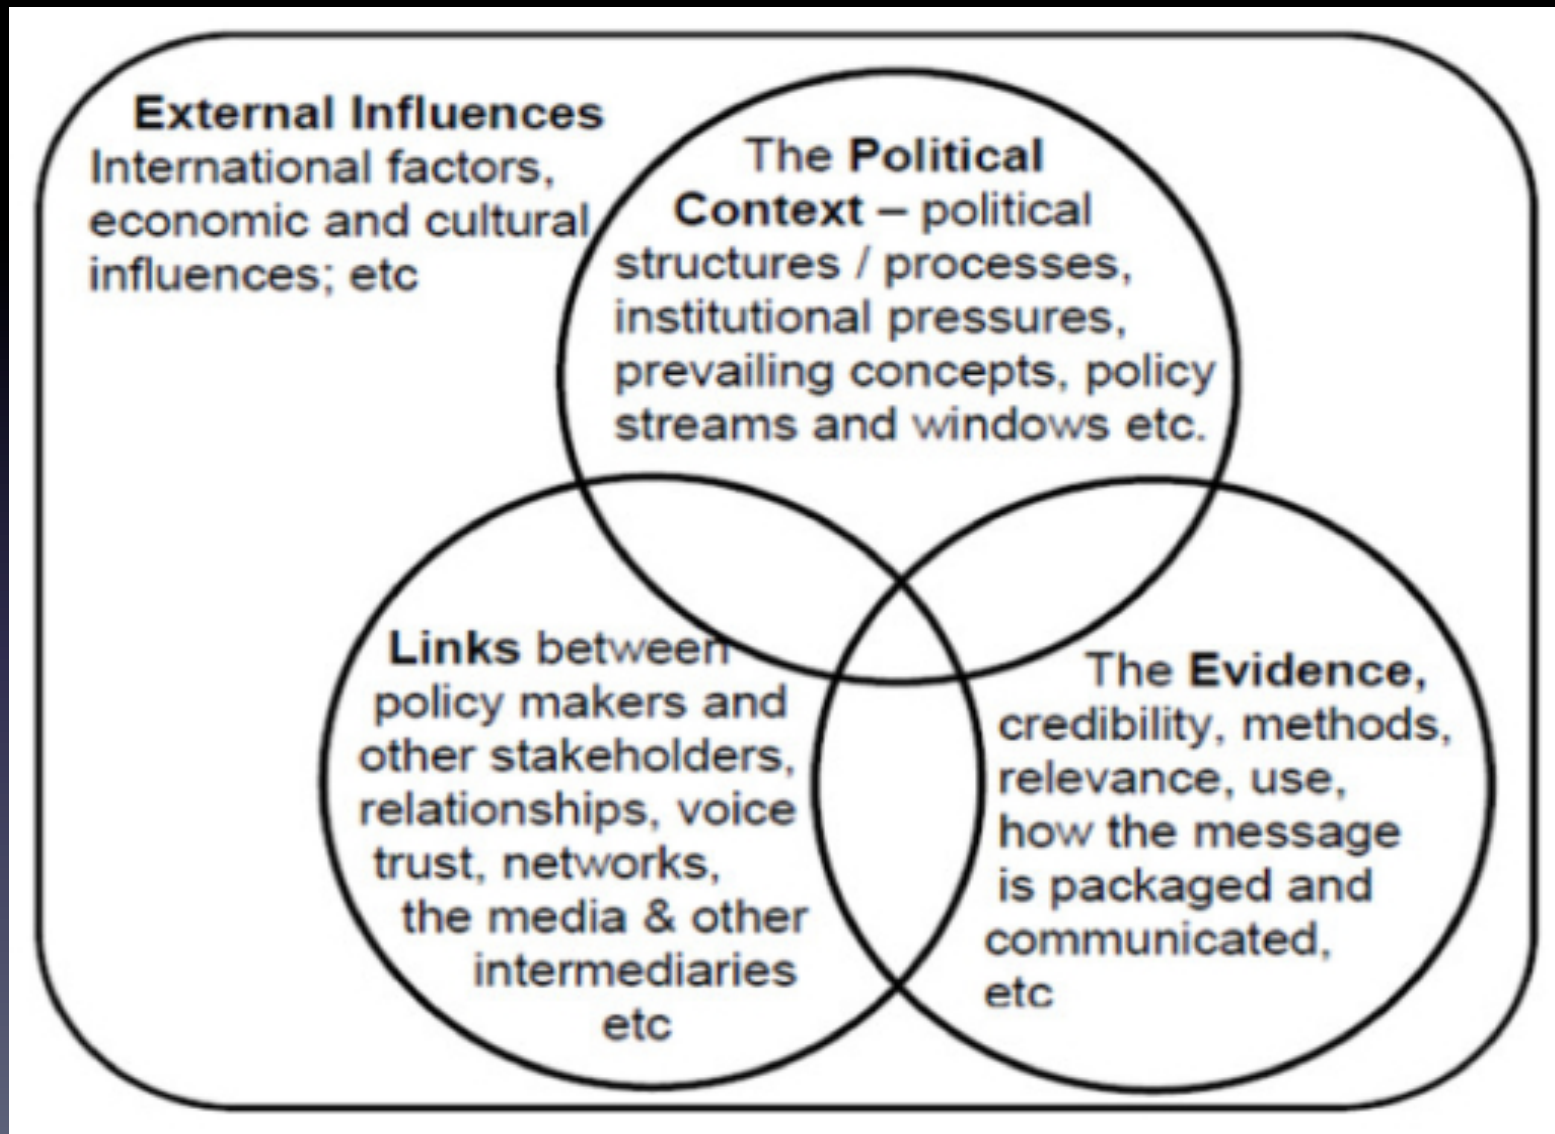 External Influences
International factors,
economic and cultural
influences; etc
The Political
Context – political
structures / processes,
institutional pressures,
prevailing concepts, policy
streams and windows etc.
Links between
policy makers and
other stakeholders,
relationships, voice
trust, networks,
the media & other
intermediaries
etc
The Evidence,
credibility, methods,
relevance, use,
how the message
is packaged and
communicated,
etc